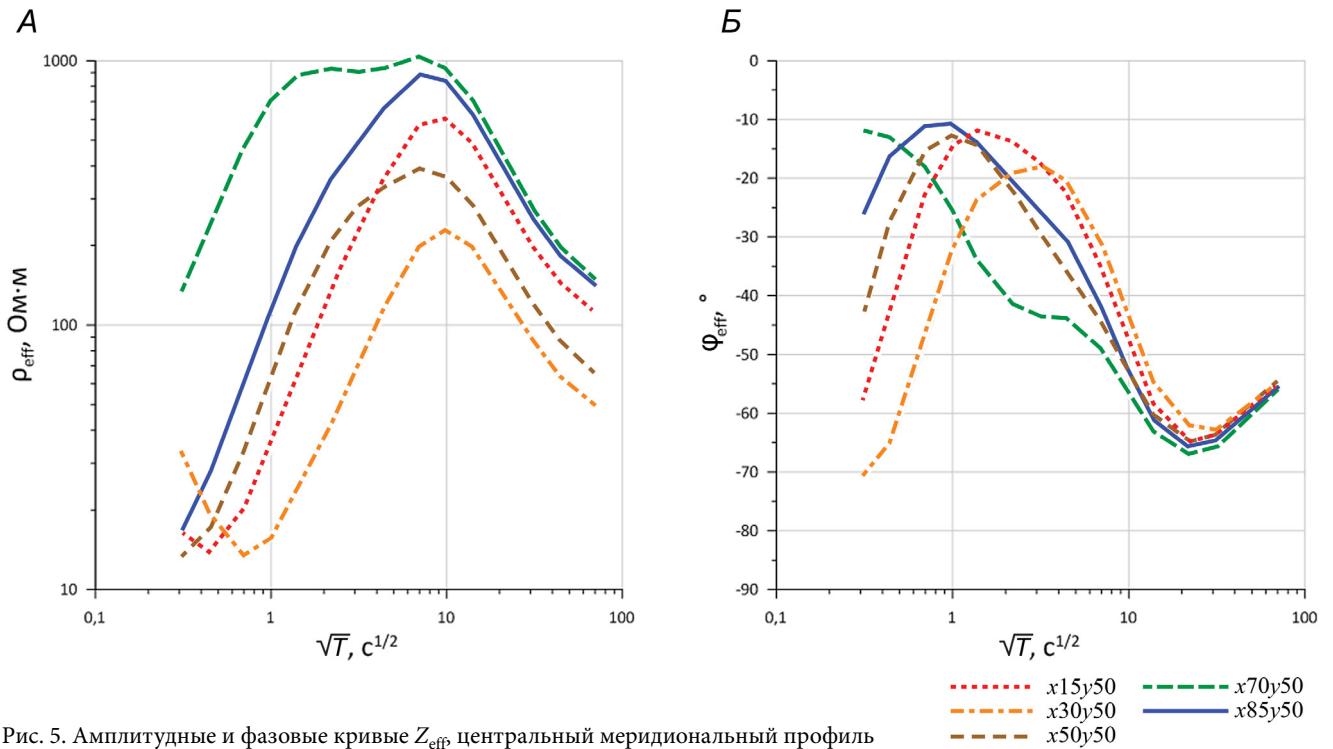 А
Б
1000
100
10
ρeff, Ом·м
0,1
1
10
100
√T, с1/2
0
-10
-20
-30
-40
-50
-60
-70
-80
-90
φeff, °
0,1
1
10
100
√T, с1/2
x15y50
x70y50
x30y50
x85y50
x50y50
Рис. 5. Амплитудные и фазовые кривые Zeff, центральный меридиональный профиль